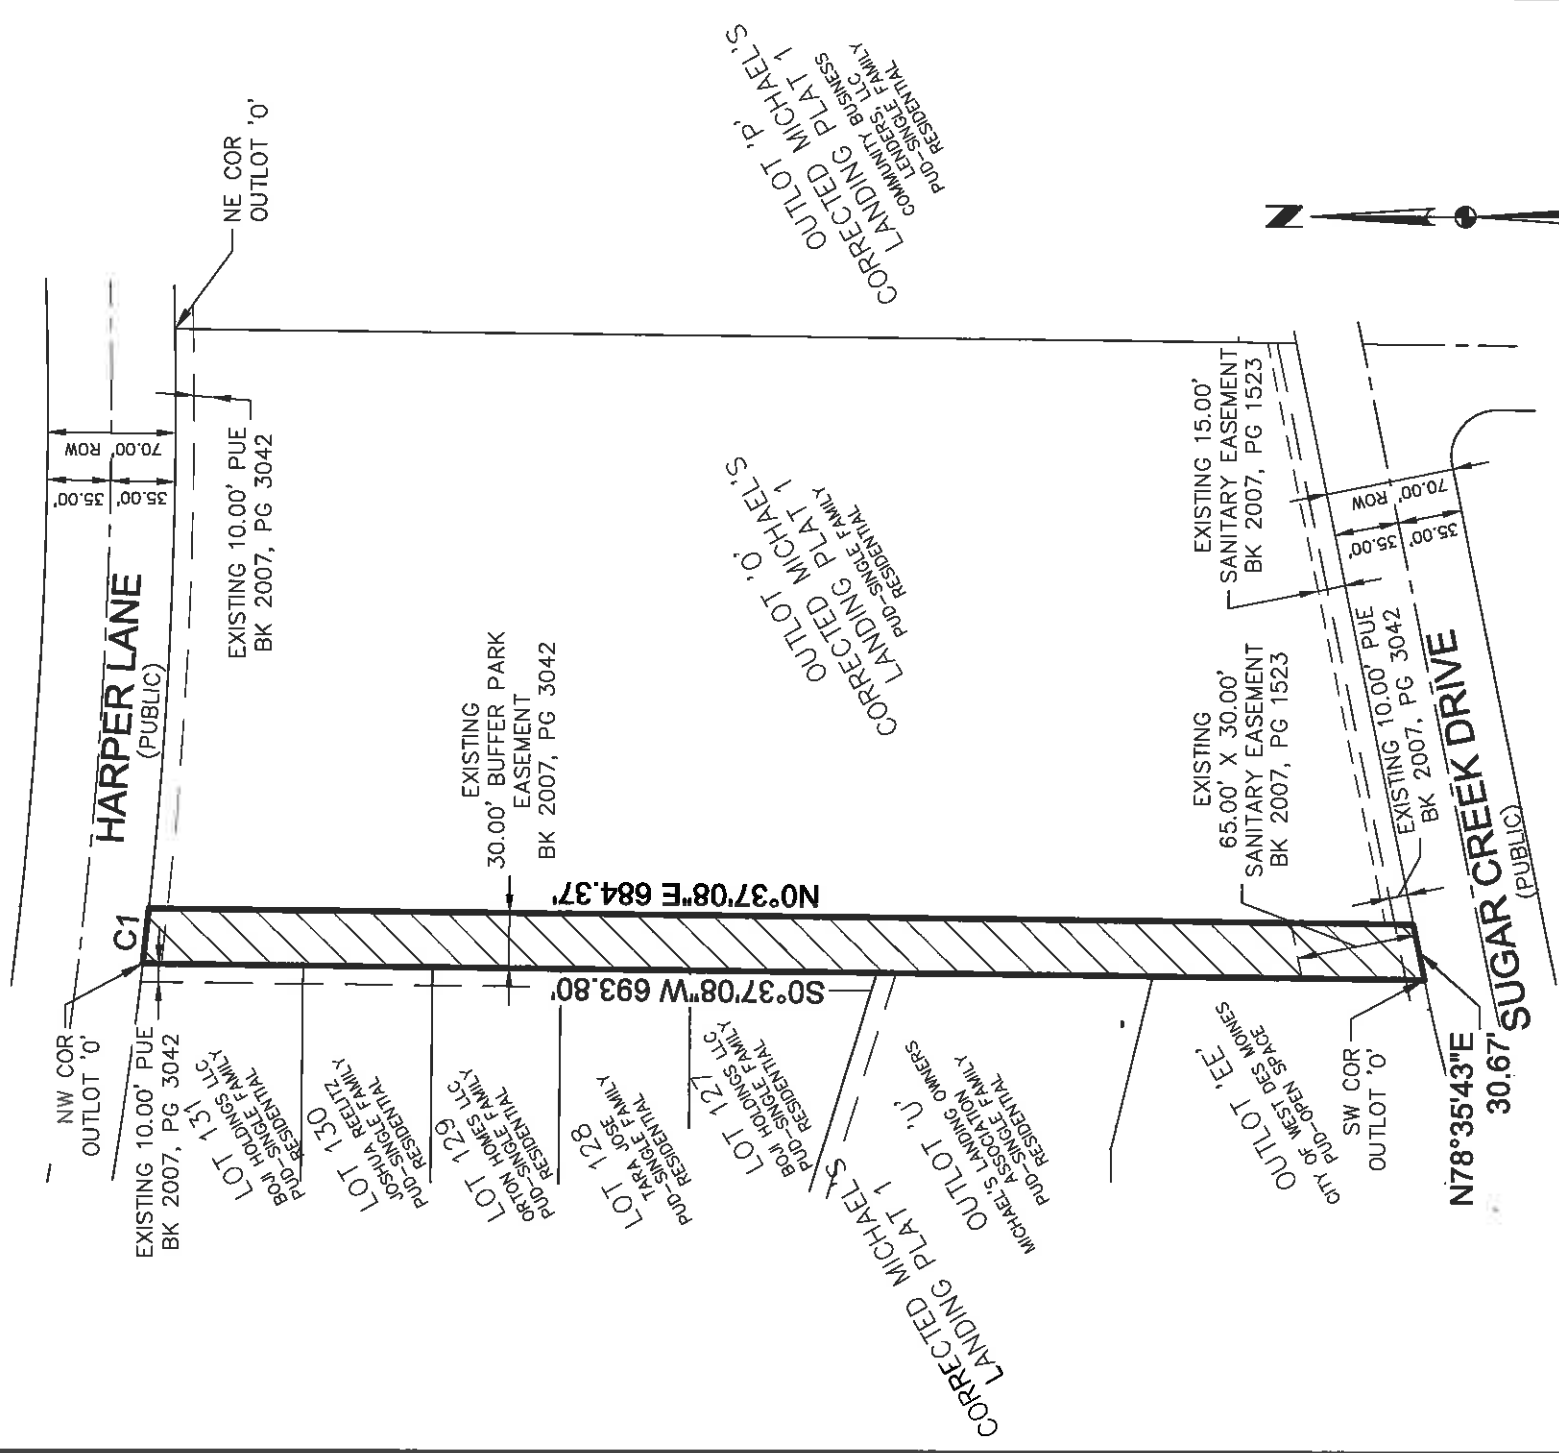 HARPER LANE
(PUBLIC)
70.00' ROW
35.00'
35.00'
NE COR
OUTLOT 'O'
EXISTING 10.00' PUE
BK 2007, PG 3042
C1
NW COR
OUTLOT 'O'
EXISTING 10.00' PUE
BK 2007, PG 3042
LOT 131
BOJI HOLDINGS LLC
PUD-SINGLE FAMILY
RESIDENTIAL
LOT 130
JOSHUA REELITZ
PUD-SINGLE FAMILY
RESIDENTIAL
LOT 129
ORTON HOMES LLC
PUD-SINGLE FAMILY
RESIDENTIAL
LOT 128
TARA JOSE
PUD-SINGLE FAMILY
RESIDENTIAL
LOT 127
BOJI HOLDINGS LLC
PUD-SINGLE FAMILY
RESIDENTIAL
CORRECTED MICHAEL'S
LANDING PLAT 1
OUTLOT 'U'
MICHAEL'S LANDING OWNERS
ASSOCIATION
PUD-SINGLE FAMILY
RESIDENTIAL
OUTLOT 'EE'
CITY OF WEST DES MOINES
PUD-OPEN SPACE
S0°37'08"W 693.80'
N0°37'08"E 684.37'
EXISTING
30.00' BUFFER PARK
EASEMENT
BK 2007, PG 3042
OUTLOT 'O'
CORRECTED MICHAEL'S
LANDING PLAT 1
PUD-SINGLE FAMILY
RESIDENTIAL
OUTLOT 'P'
CORRECTED MICHAEL'S
LANDING PLAT 1
COMMUNITY BUSINESS
LENDERS, LLC
PUD-SINGLE FAMILY
RESIDENTIAL
N
EXISTING 15.00'
SANITARY EASEMENT
BK 2007, PG 1523
EXISTING
65.00' X 30.00'
SANITARY EASEMENT
BK 2007, PG 1523
EXISTING 10.00' PUE
BK 2007, PG 3042
70.00' ROW
35.00'
35.00'
SUGAR CREEK DRIVE
(PUBLIC)
SW COR
OUTLOT 'O'
N78°35'43"E
30.67'